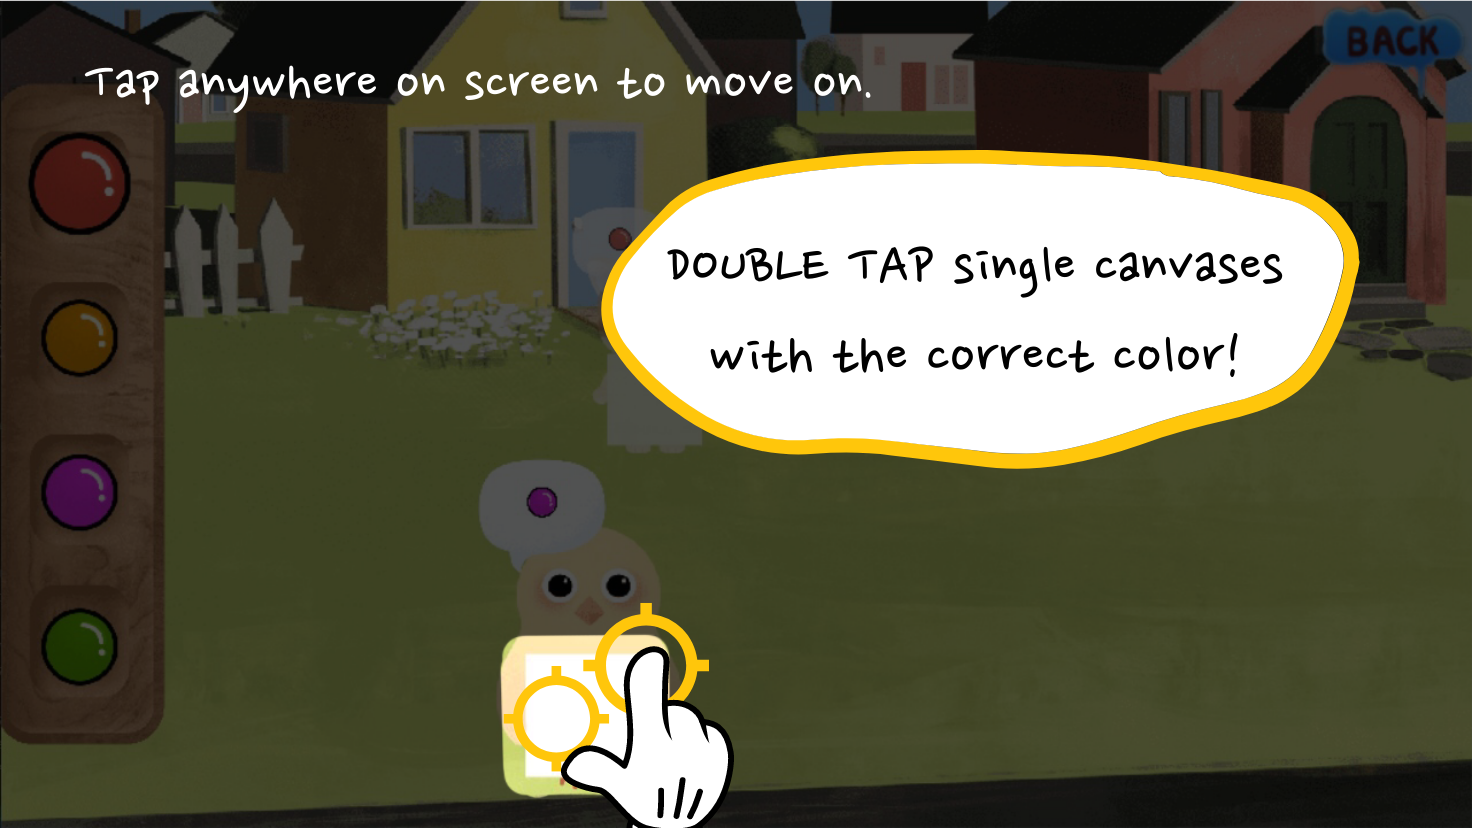 BACK
Tap anywhere on screen to move on.
DOUBLE TAP single canvases
with the correct color!